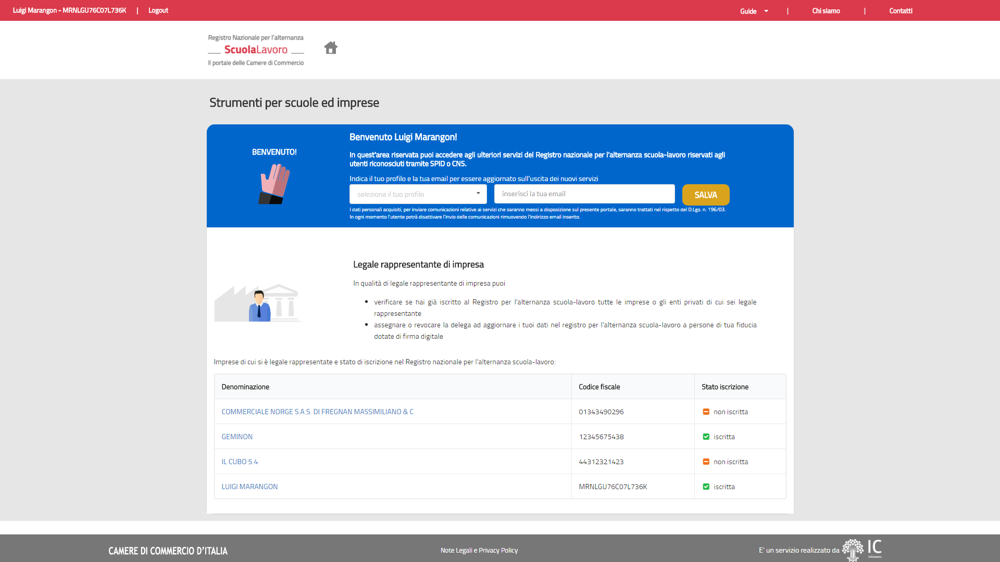 Luigi Marangon - MRNLGU76C07L736K | Logout
Guide | Chi siamo | Contatti
Registro Nazionale per l'alternanza
ScuolaLavoro
Il portale delle Camere di Commercio
Strumenti per scuole ed imprese
BENVENUTO!
Benvenuto Luigi Marangon!
In quest'area riservata puoi accedere agli ulteriori servizi del Registro nazionale per l'alternanza scuola-lavoro riservati agli
utenti riconosciuti tramite SPID o CNS.
Indica il tuo profilo e la tua email per essere aggiornato sull'uscita dei nuovi servizi
seleziona il tuo profilo
inserisci la tua email
SALVA
I dati personali acquisiti, per inviare comunicazioni relative ai servizi che saranno messi a disposizione sul presente portale, saranno trattati nel rispetto del D.Lgs. n. 196/03.
In ogni momento l'utente potrà disattivare l'invio delle comunicazioni rimuovendo l'indirizzo email inserito.
Legale rappresentante di impresa
In qualità di legale rappresentante di impresa puoi
• verificare se hai già iscritto al Registro per l'alternanza scuola-lavoro tutte le imprese o gli enti privati di cui sei legale
rappresentante
• assegnare o revocare la delega ad aggiornare i tuoi dati nel registro per l'alternanza scuola-lavoro a persone di tua fiducia
dotate di firma digitale
Imprese di cui si è legale rappresentate e stato di iscrizione nel Registro nazionale per l'alternanza scuola-lavoro:
Denominazione Codice fiscale Stato iscrizione
COMMERCIALE NORGE S.A.S. DI FREGNAN MASSIMILIANO & C. 01343490296 non iscritta
GEMINON 12345675438 iscritta
IL CUBO 5.4 44312321423 non iscritta
LUIGI MARANGON MRNLGU76C07L736K iscritta
CAMERE DI COMMERCIO D'ITALIA
Note Legali e Privacy Policy
E' un servizio realizzato da
IC
InfoCamere